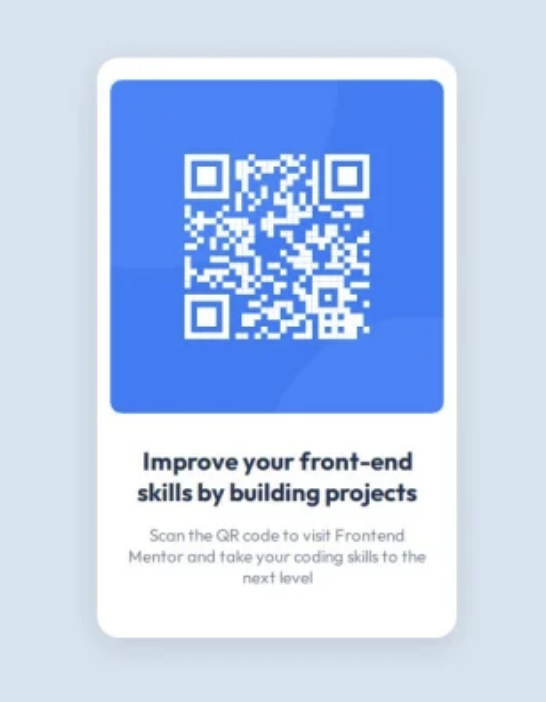 Improve your front-end
skills by building projects
Scan the QR code to visit Frontend
Mentor and take your coding skills to the
next level